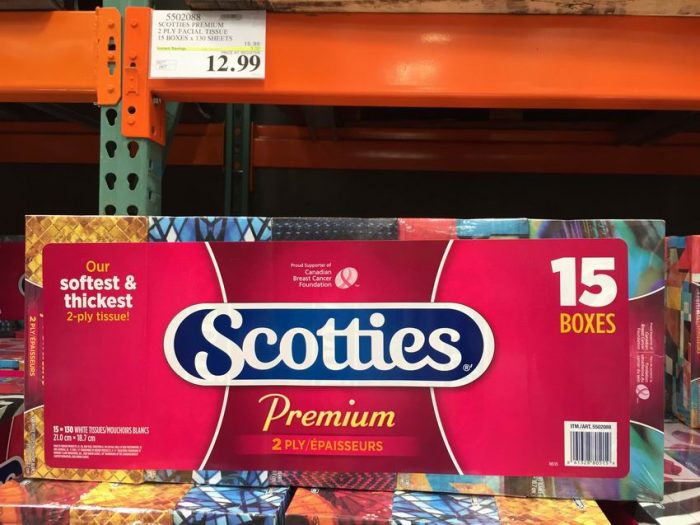 5502088
SCOTTIES PREMIUM
2 PLY FACIAL TISSUE
15 BOXES x 130 SHEETS
15.99
12.99
Our
softest &
thickest
2-ply tissue!
Proud Supporter of
Canadian
Breast Cancer
Foundation
15
BOXES
Scotties®
Premium
2 PLY/ÉPAISSEURS
2 PLY/ÉPAISSEURS
15 × 130 WHITE TISSUES/MOUCHOIRS BLANCS
21.0 cm × 18.7 cm
ITM./ART. 5502088